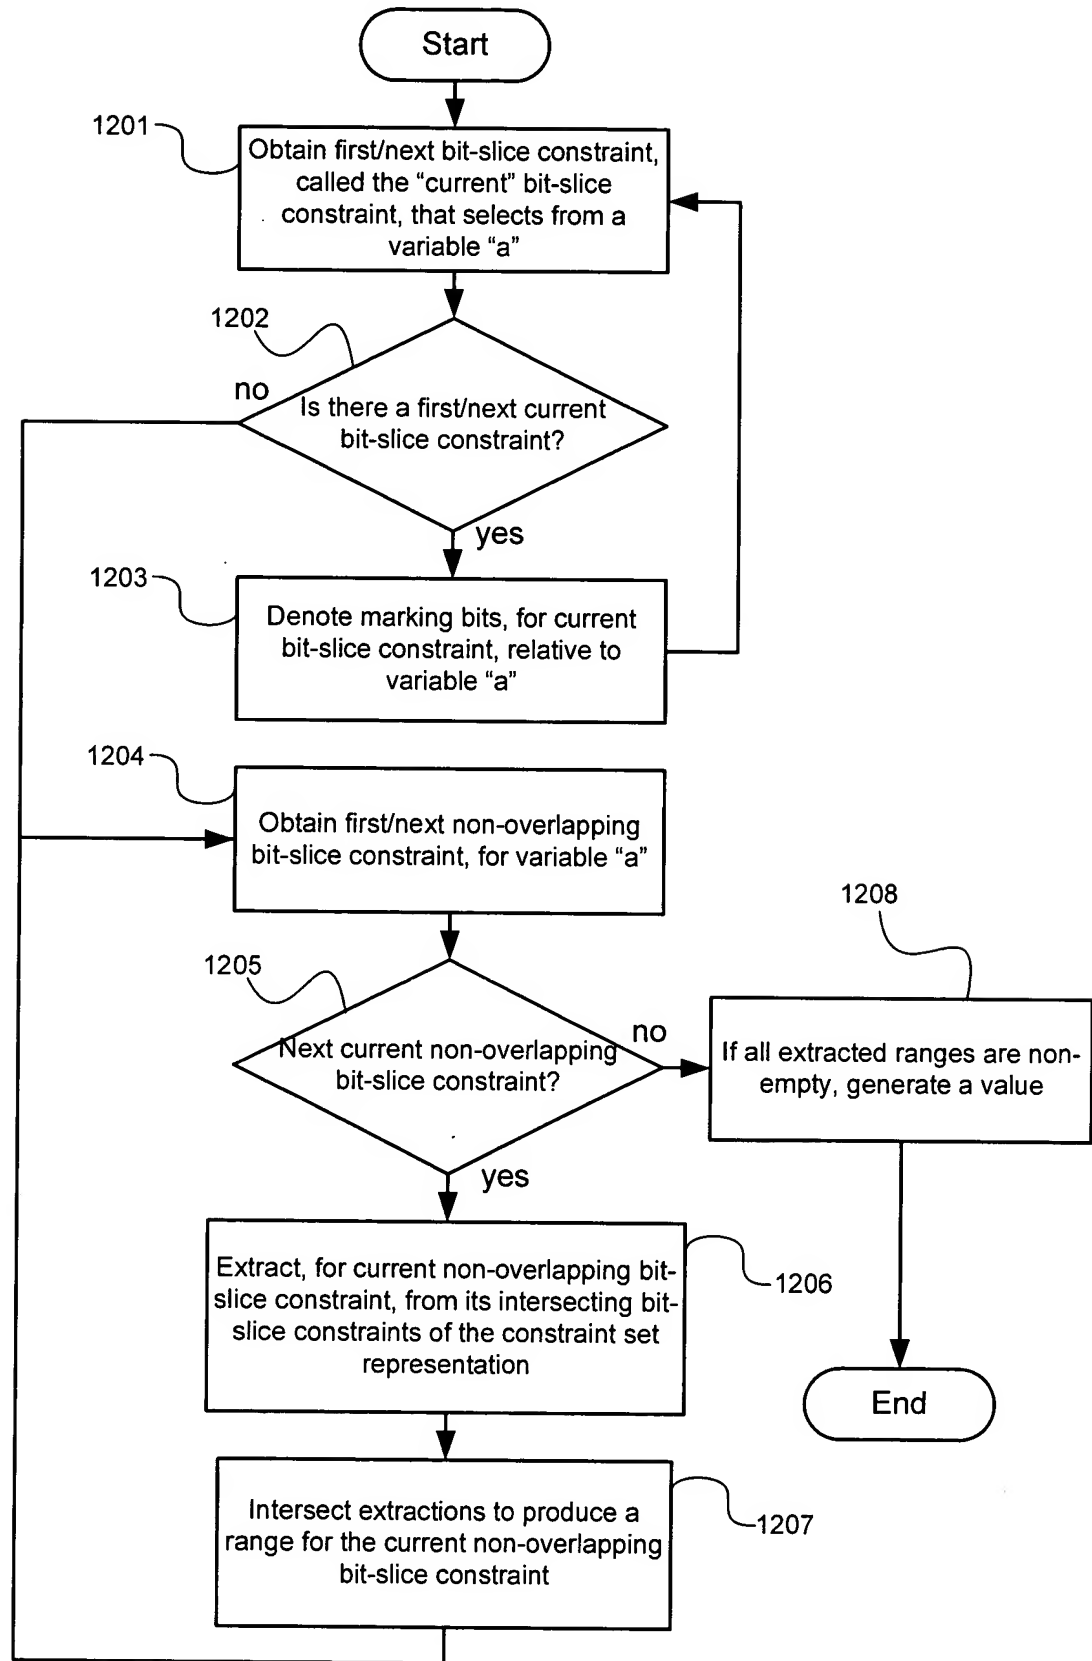 Start
1201
Obtain first/next bit-slice constraint,
called the “current” bit-slice
constraint, that selects from a
variable “a”
1202
no
Is there a first/next current
bit-slice constraint?
yes
1203
Denote marking bits, for current
bit-slice constraint, relative to
variable “a”
1204
Obtain first/next non-overlapping
bit-slice constraint, for variable “a”
1208
1205
no
Next current non-overlapping
bit-slice constraint?
If all extracted ranges are non-
empty, generate a value
yes
Extract, for current non-overlapping bit-
slice constraint, from its intersecting bit-
slice constraints of the constraint set
representation
1206
End
Intersect extractions to produce a
range for the current non-overlapping
bit-slice constraint
1207